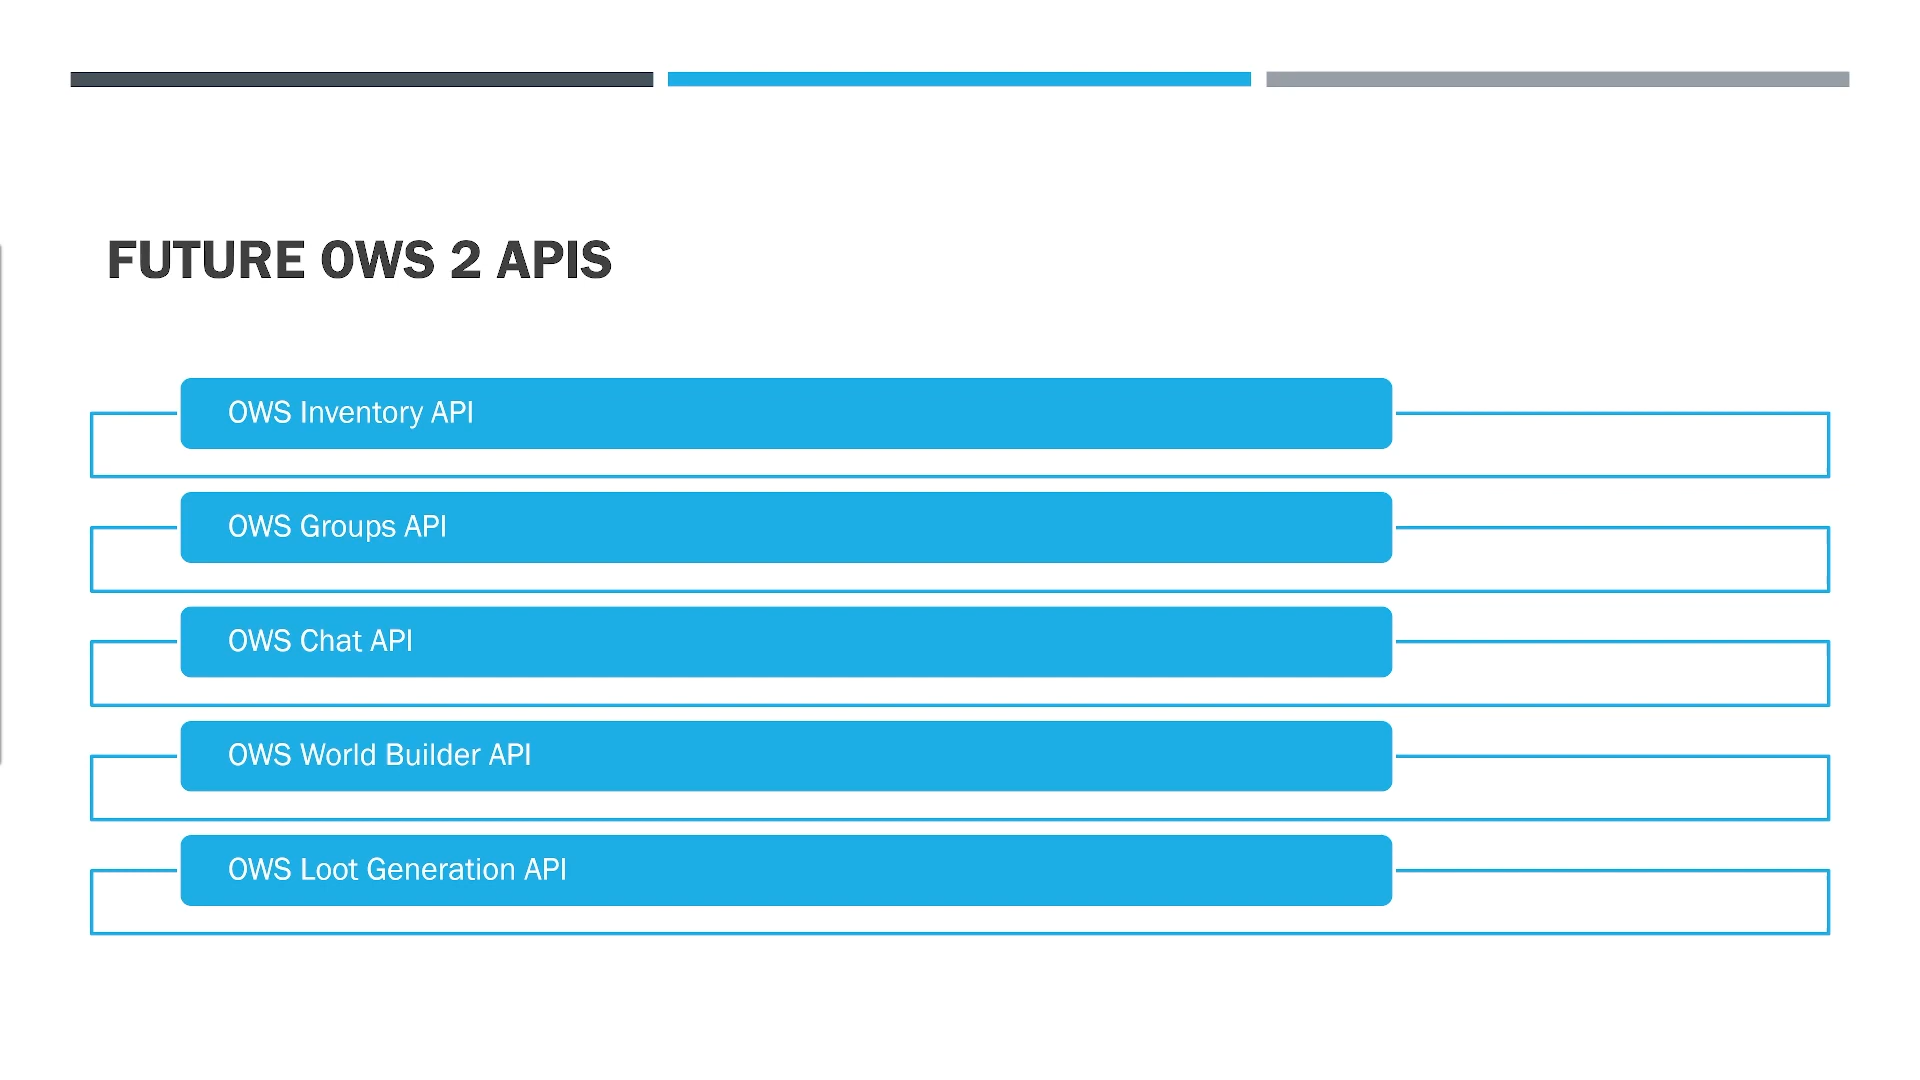 FUTURE OWS 2 APIS
OWS Inventory API
OWS Groups API
OWS Chat API
OWS World Builder API
OWS Loot Generation API